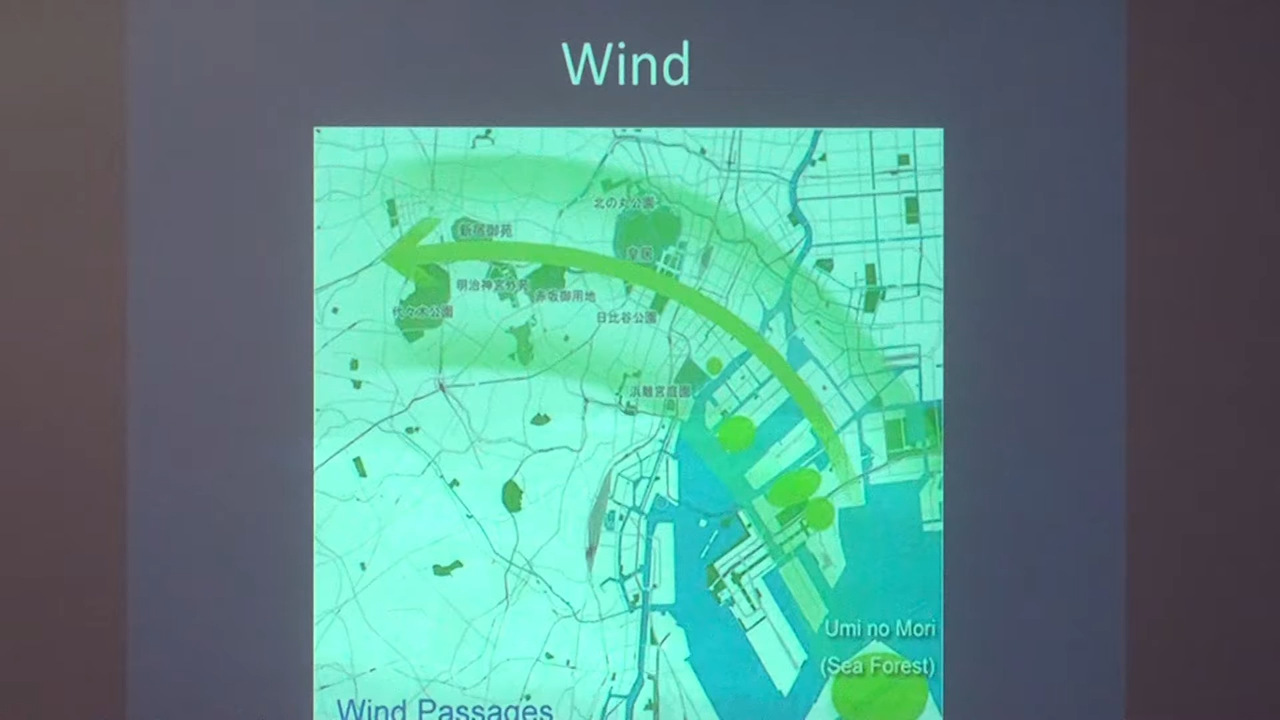 Wind
北の丸公園
新宿御苑
皇居
明治神宮外苑
赤坂御用地
代々木公園
日比谷公園
浜離宮庭園
Umi no Mori
(Sea Forest)
Wind Passages